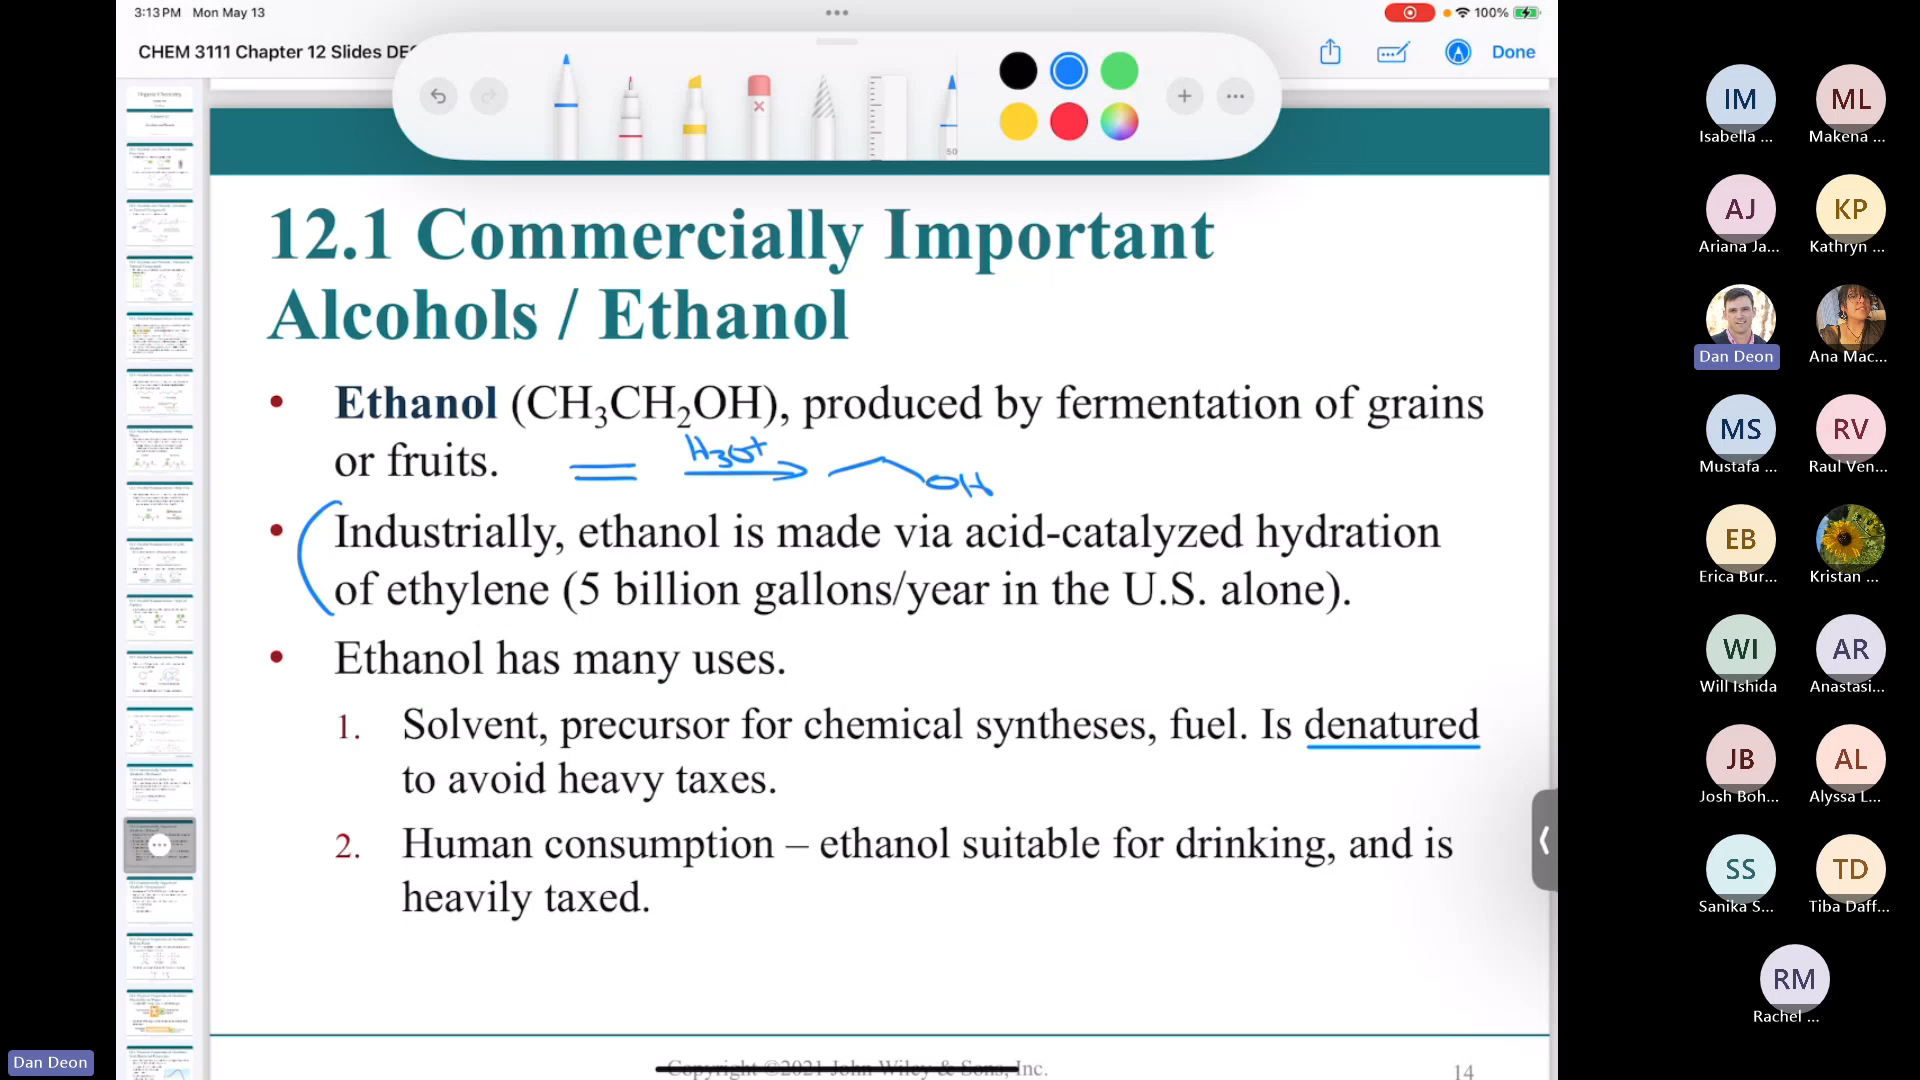 3:13 PM Mon May 13
100%
CHEM 3111 Chapter 12 Slides DEC
Done
50
12.1 Commercially Important
Alcohols / Ethanol
• Ethanol (CH₃CH₂OH), produced by fermentation of grains
or fruits.
H₃O⁺
OH
• Industrially, ethanol is made via acid-catalyzed hydration
of ethylene (5 billion gallons/year in the U.S. alone).
• Ethanol has many uses.
1. Solvent, precursor for chemical syntheses, fuel. Is denatured
to avoid heavy taxes.
2. Human consumption – ethanol suitable for drinking, and is
heavily taxed.
Copyright ©2021 John Wiley & Sons, Inc.
14
IM
Isabella ...
ML
Makena ...
AJ
Ariana Ja...
KP
Kathryn ...
Dan Deon
Ana Mac...
MS
Mustafa ...
RV
Raul Ven...
EB
Erica Bur...
Kristan ...
WI
Will Ishida
AR
Anastasi...
JB
Josh Boh...
AL
Alyssa L...
SS
Sanika S...
TD
Tiba Daff...
RM
Rachel ...
Dan Deon